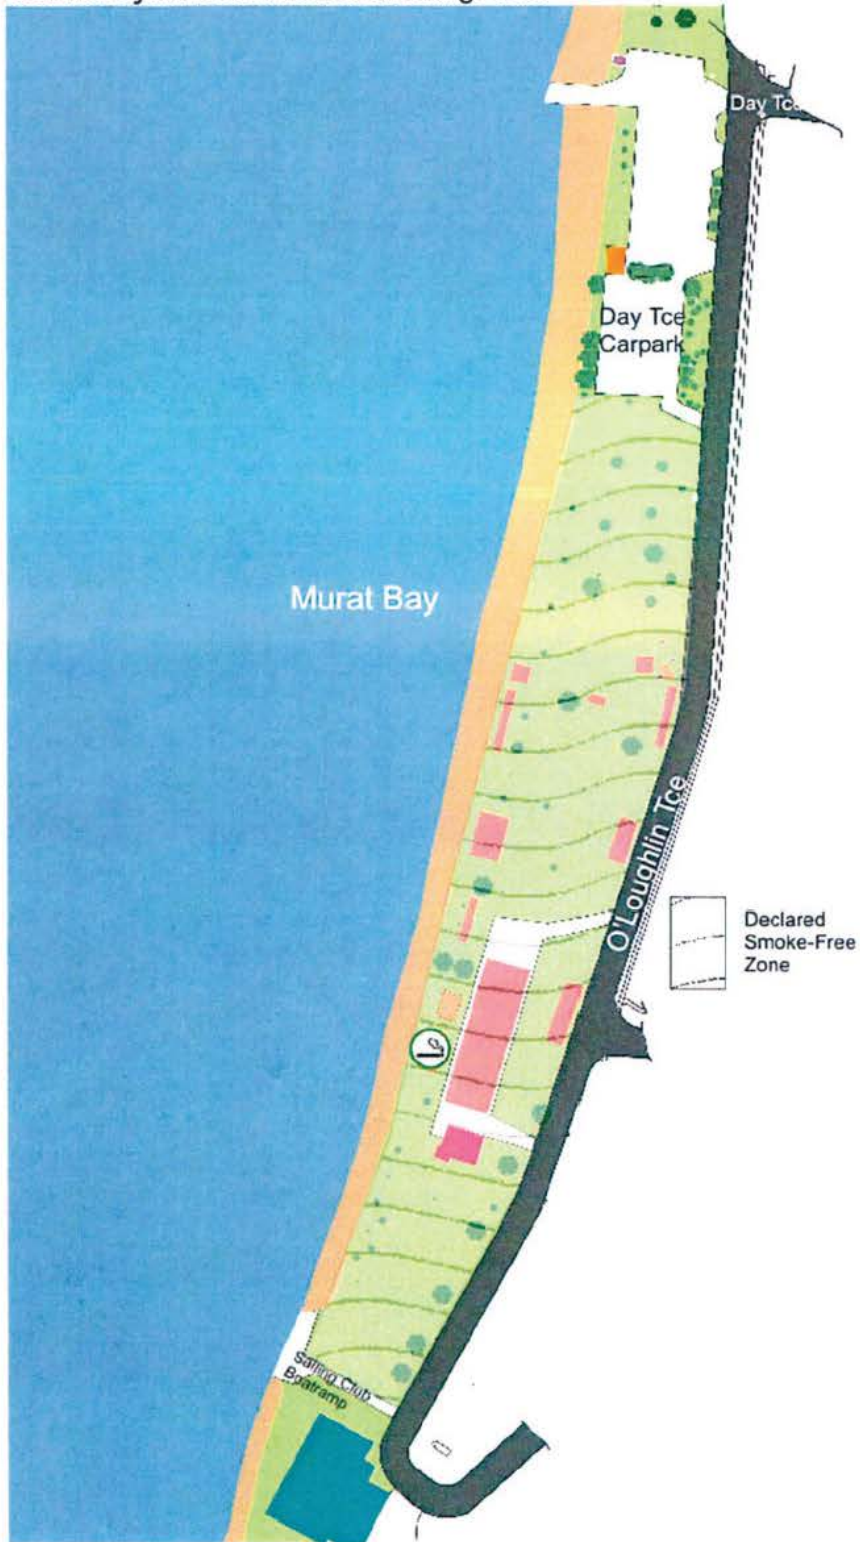 Day Tce
Day Tce
Carpark
Murat Bay
O'Loughlin Tce
Declared
Smoke-Free
Zone
Sailing Club
Boatramp